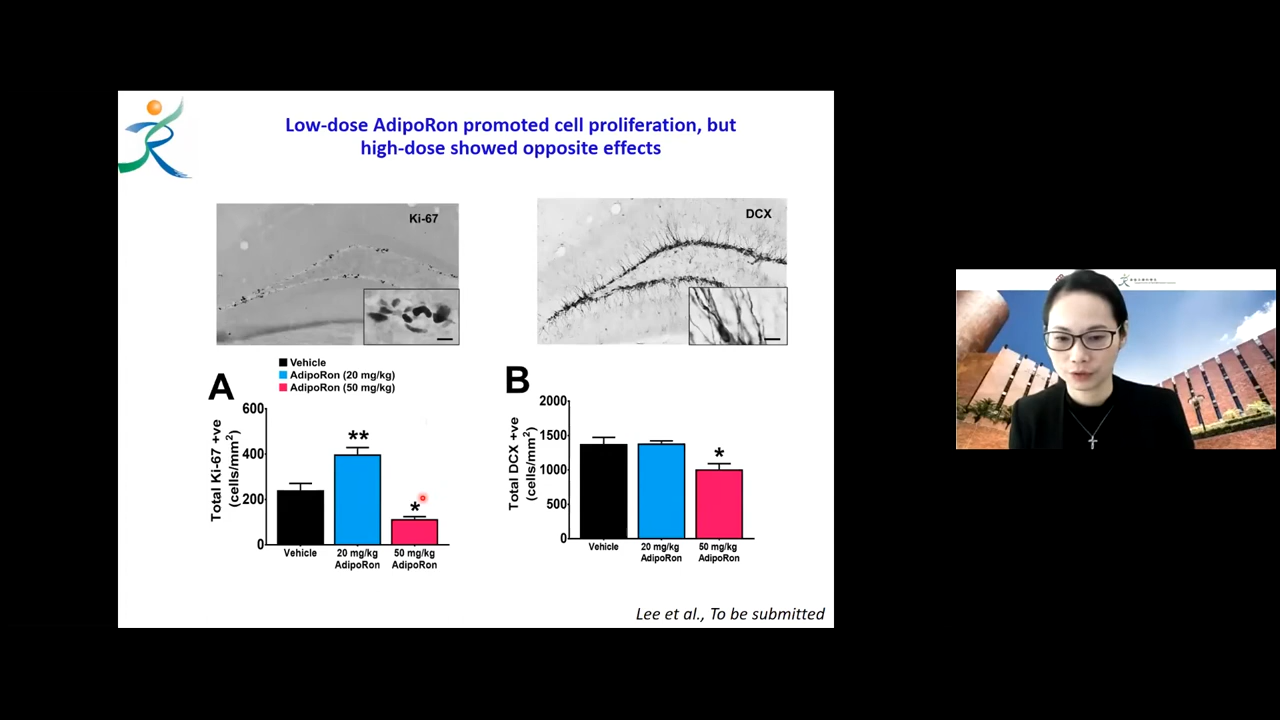 Low-dose AdipoRon promoted cell proliferation, but
high-dose showed opposite effects
Ki-67
DCX
Vehicle
AdipoRon (20 mg/kg)
AdipoRon (50 mg/kg)
A
Total Ki-67 +ve
(cells/mm²)
600
400
200
0
**
*
Vehicle
20 mg/kg
AdipoRon
50 mg/kg
AdipoRon
B
Total DCX +ve
(cells/mm²)
2000
1500
1000
500
0
*
Vehicle
20 mg/kg
AdipoRon
50 mg/kg
AdipoRon
Lee et al., To be submitted